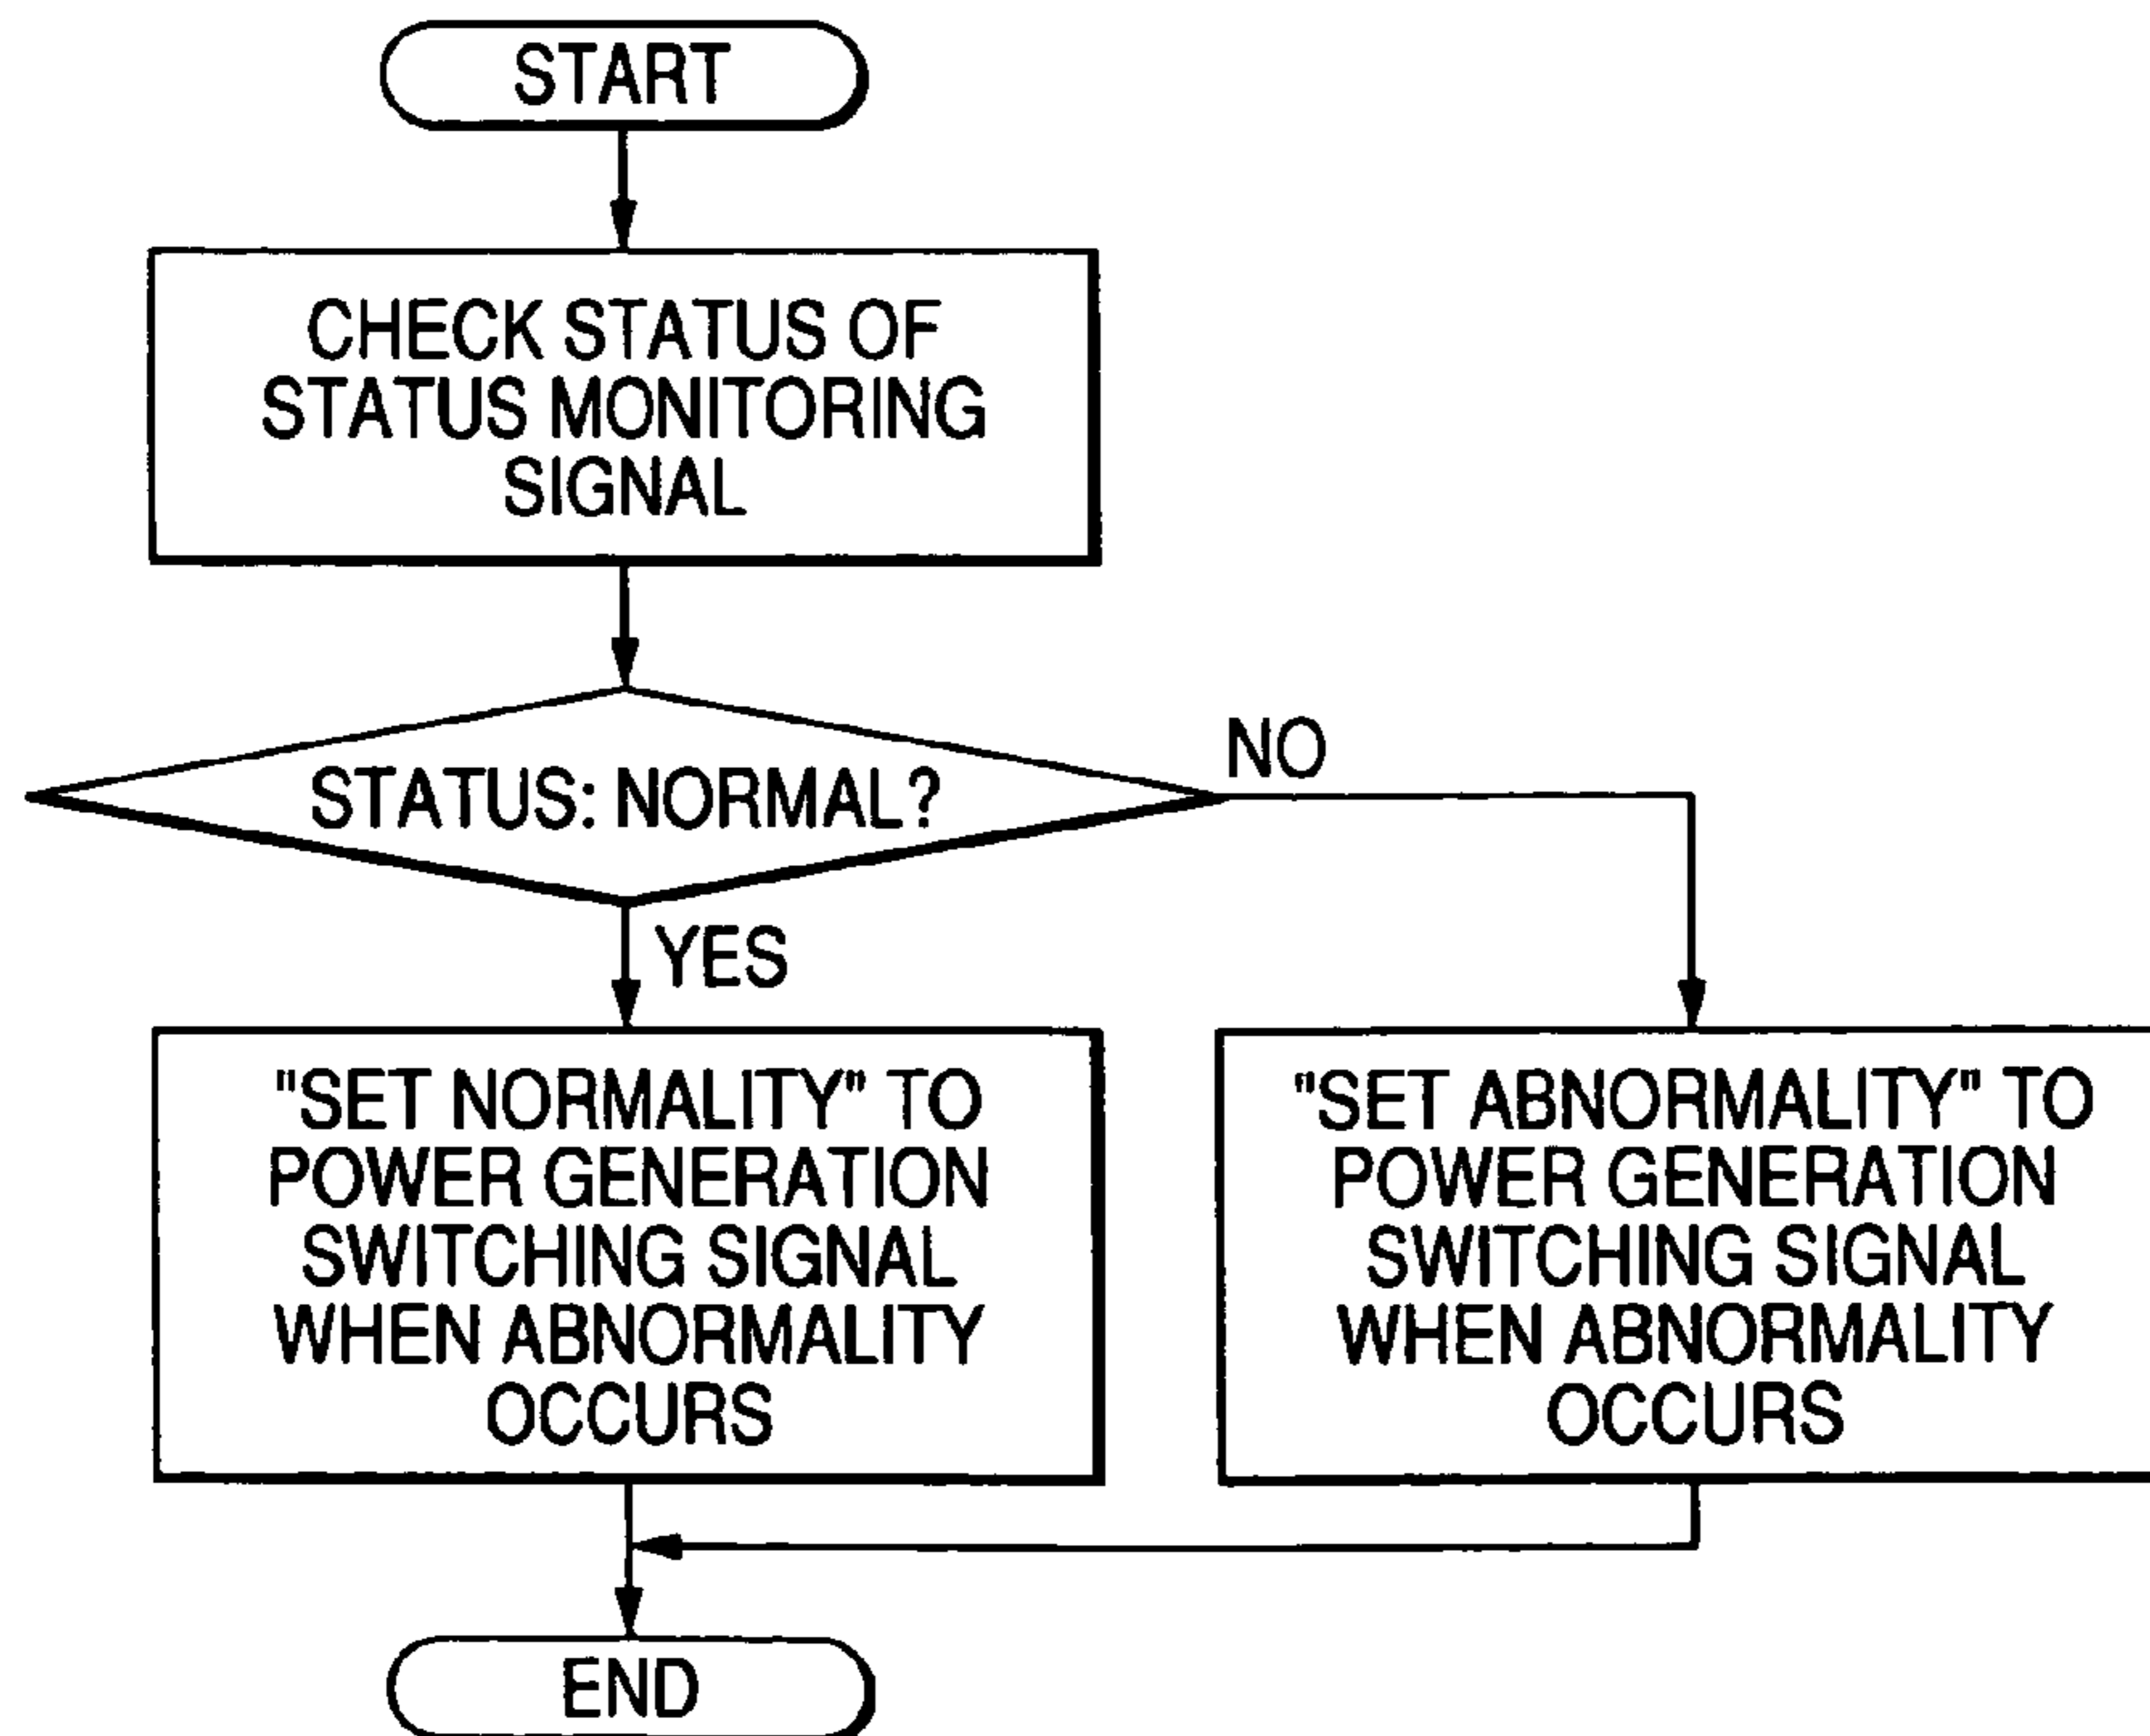 START
CHECK STATUS OF
STATUS MONITORING
SIGNAL
STATUS: NORMAL?
NO
YES
"SET NORMALITY" TO
POWER GENERATION
SWITCHING SIGNAL
WHEN ABNORMALITY
OCCURS
"SET ABNORMALITY" TO
POWER GENERATION
SWITCHING SIGNAL
WHEN ABNORMALITY
OCCURS
END